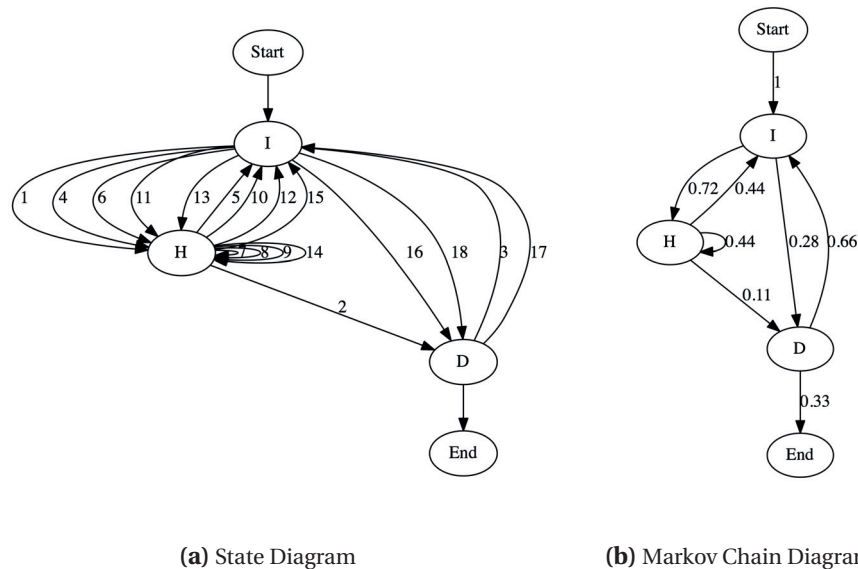 Start
I
1
4
6
11
13
5
10
12
15
H
7
8
9
14
16
18
3
17
2
D
End
(a) State Diagram
Start
1
I
0.72
0.44
H
0.44
0.28
0.66
0.11
D
0.33
End
(b) Markov Chain Diagram